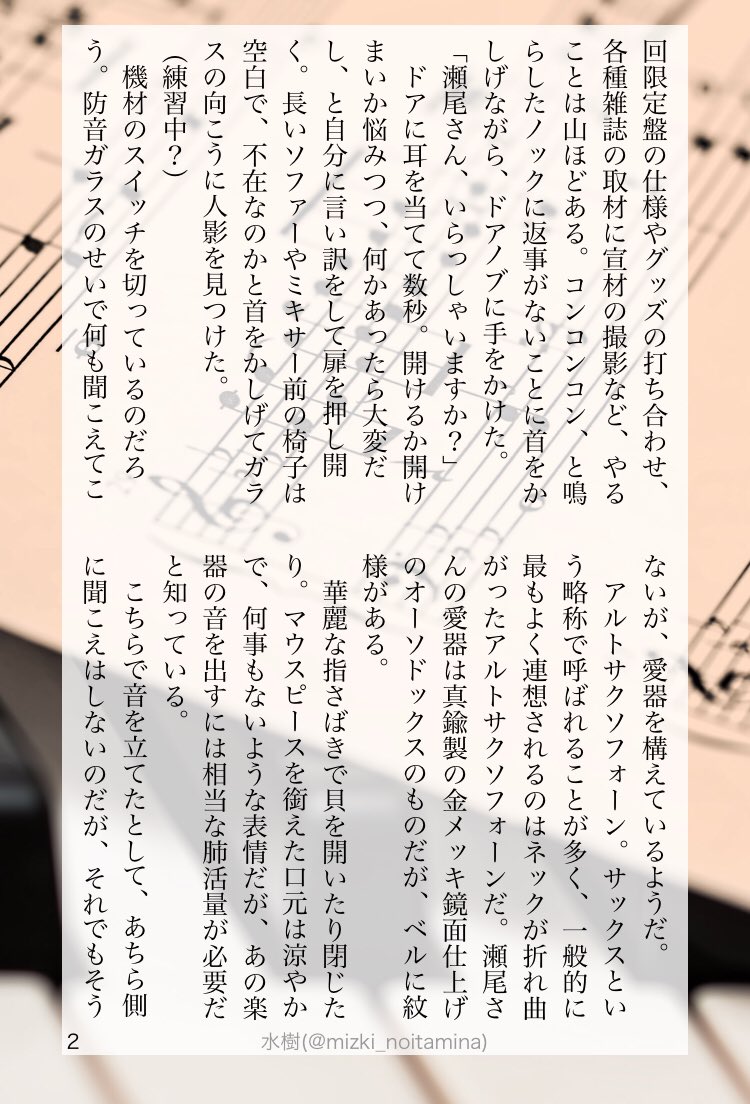 回限定盤の仕様やグッズの打ち合わせ、
各種雑誌の取材に宣材の撮影など、やる
ことは山ほどある。コンコンコン、と鳴
らしたノックに返事がないことに首をか
しげながら、ドアノブに手をかけた。
「瀬尾さん、いらっしゃいますか？」
　ドアに耳を当てて数秒。開けるか開け
まいか悩みつつ、何かあったら大変だ
し、と自分に言い訳をして扉を押し開
く。長いソファーやミキサー前の椅子は
空白で、不在なのかと首をかしげてガラ
スの向こうに人影を見つけた。
（練習中？）
　機材のスイッチを切っているのだろ
う。防音ガラスのせいで何も聞こえてこ
ないが、愛器を構えているようだ。
　アルトサクソフォーン。サックスとい
う略称で呼ばれることが多く、一般的に
最もよく連想されるのはネックが折れ曲
がったアルトサクソフォーンだ。瀬尾さ
んの愛器は真鍮製の金メッキ鏡面仕上げ
のオーソドックスのものだが、ベルに紋
様がある。
　華麗な指さばきで貝を開いたり閉じた
り。マウスピースを銜えた口元は涼やか
で、何事もないような表情だが、あの楽
器の音を出すには相当な肺活量が必要だ
と知っている。
　こちらで音を立てたとして、あちら側
に聞こえはしないのだが、それでもそう
2
水樹(@mizki_noitamina)